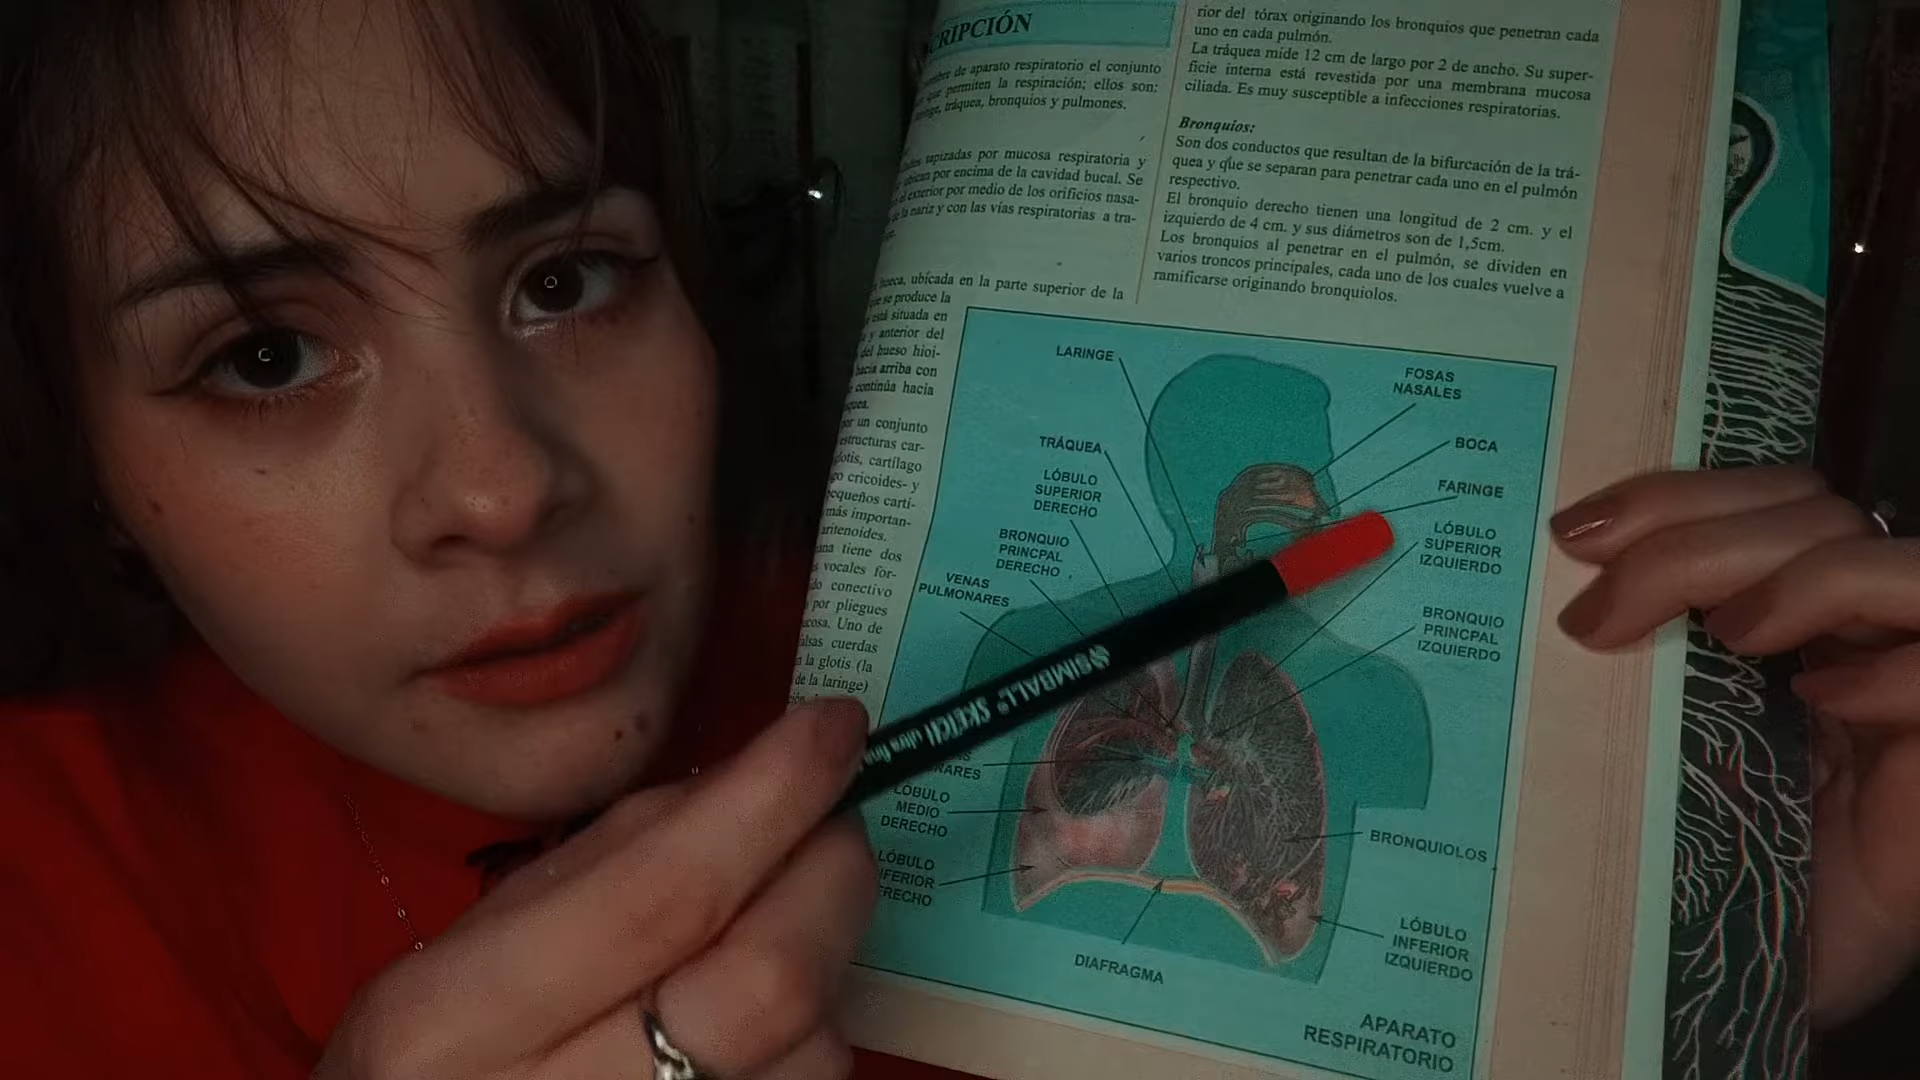 CRIPCIÓN
de aparato respiratorio el conjunto
que permiten la respiración; ellos son:
tráquea, bronquios y pulmones.
tapizadas por mucosa respiratoria y
por encima de la cavidad bucal. Se
el exterior por medio de los orificios nasa-
de la nariz y con las vías respiratorias a tra-
hueca, ubicada en la parte superior de la
que se produce la
está situada en
y anterior del
del hueso hioi-
hacia arriba con
continúa hacia
por un conjunto
estructuras car-
cartílago
cricoides- y
pequeños cartí-
más importan-
aritenoides.
tiene dos
vocales for-
conectivo
por pliegues
Uno de
falsas cuerdas
la glotis (la
de la laringe)
rior del tórax originando los bronquios que penetran cada
uno en cada pulmón.
La tráquea mide 12 cm de largo por 2 de ancho. Su super-
ficie interna está revestida por una membrana mucosa
ciliada. Es muy susceptible a infecciones respiratorias.
Bronquios:
Son dos conductos que resultan de la bifurcación de la trá-
quea y que se separan para penetrar cada uno en el pulmón
respectivo.
El bronquio derecho tienen una longitud de 2 cm. y el
izquierdo de 4 cm. y sus diámetros son de 1,5cm.
Los bronquios al penetrar en el pulmón, se dividen en
varios troncos principales, cada uno de los cuales vuelve a
ramificarse originando bronquiolos.
LARINGE
FOSAS
NASALES
TRÁQUEA
BOCA
LÓBULO
SUPERIOR
DERECHO
FARINGE
BRONQUIO
PRINCPAL
DERECHO
LÓBULO
SUPERIOR
IZQUIERDO
VENAS
PULMONARES
BRONQUIO
PRINCPAL
IZQUIERDO
SIMBALL SKETCH ultra fine
LÓBULO
MEDIO
DERECHO
BRONQUIOLOS
LÓBULO
IFERIOR
ERECHO
LÓBULO
INFERIOR
IZQUIERDO
DIAFRAGMA
APARATO
RESPIRATORIO